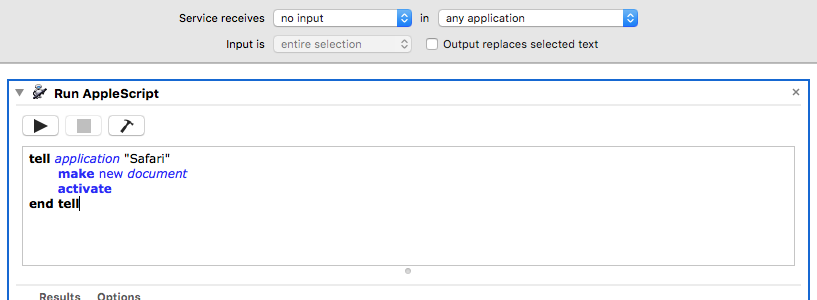 Service receives no input in any application
Input is entire selection Output replaces selected text
Run AppleScript
tell application "Safari"
make new document
activate
end tell
Results Options